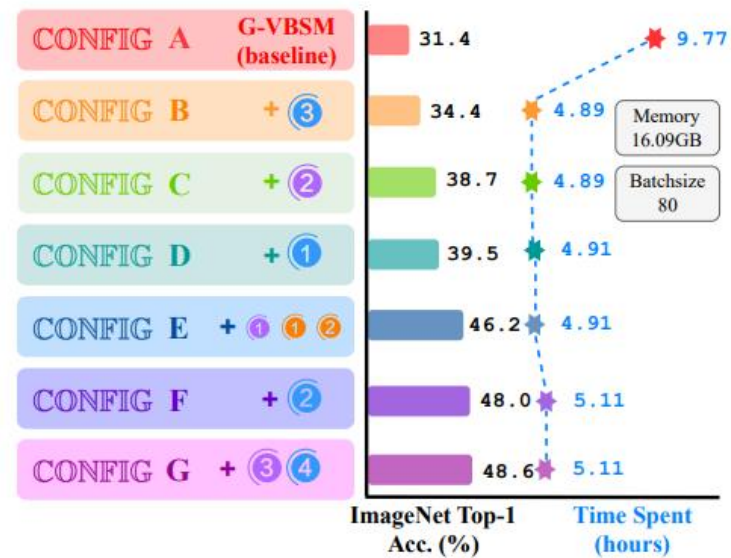 CONFIG A G-VBSM (baseline) 31.4 9.77
CONFIG B + 3 34.4 4.89
Memory 16.09GB
CONFIG C + 2 38.7 4.89
Batchsize 80
CONFIG D + 1 39.5 4.91
CONFIG E + 1 1 2 46.2 4.91
CONFIG F + 2 48.0 5.11
CONFIG G + 3 4 48.6 5.11
ImageNet Top-1 Acc. (%)
Time Spent (hours)